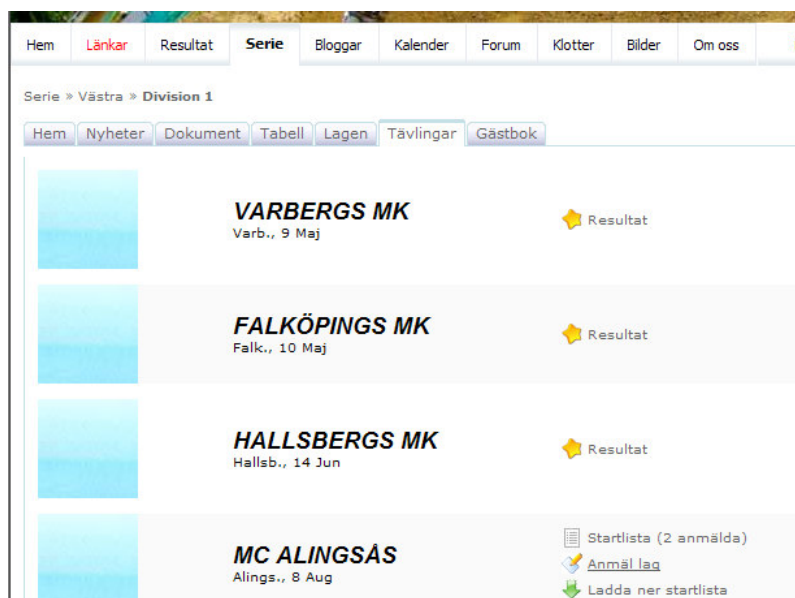 Hem Länkar Resultat Serie Bloggar Kalender Forum Klotter Bilder Om oss
Serie » Västra » Division 1
Hem Nyheter Dokument Tabell Lagen Tävlingar Gästbok
VARBERGS MK
Varb., 9 Maj
Resultat
FALKÖPINGS MK
Falk., 10 Maj
Resultat
HALLSBERGS MK
Hallsb., 14 Jun
Resultat
MC ALINGSÅS
Alings., 8 Aug
Startlista (2 anmälda)
Anmäl lag
Ladda ner startlista